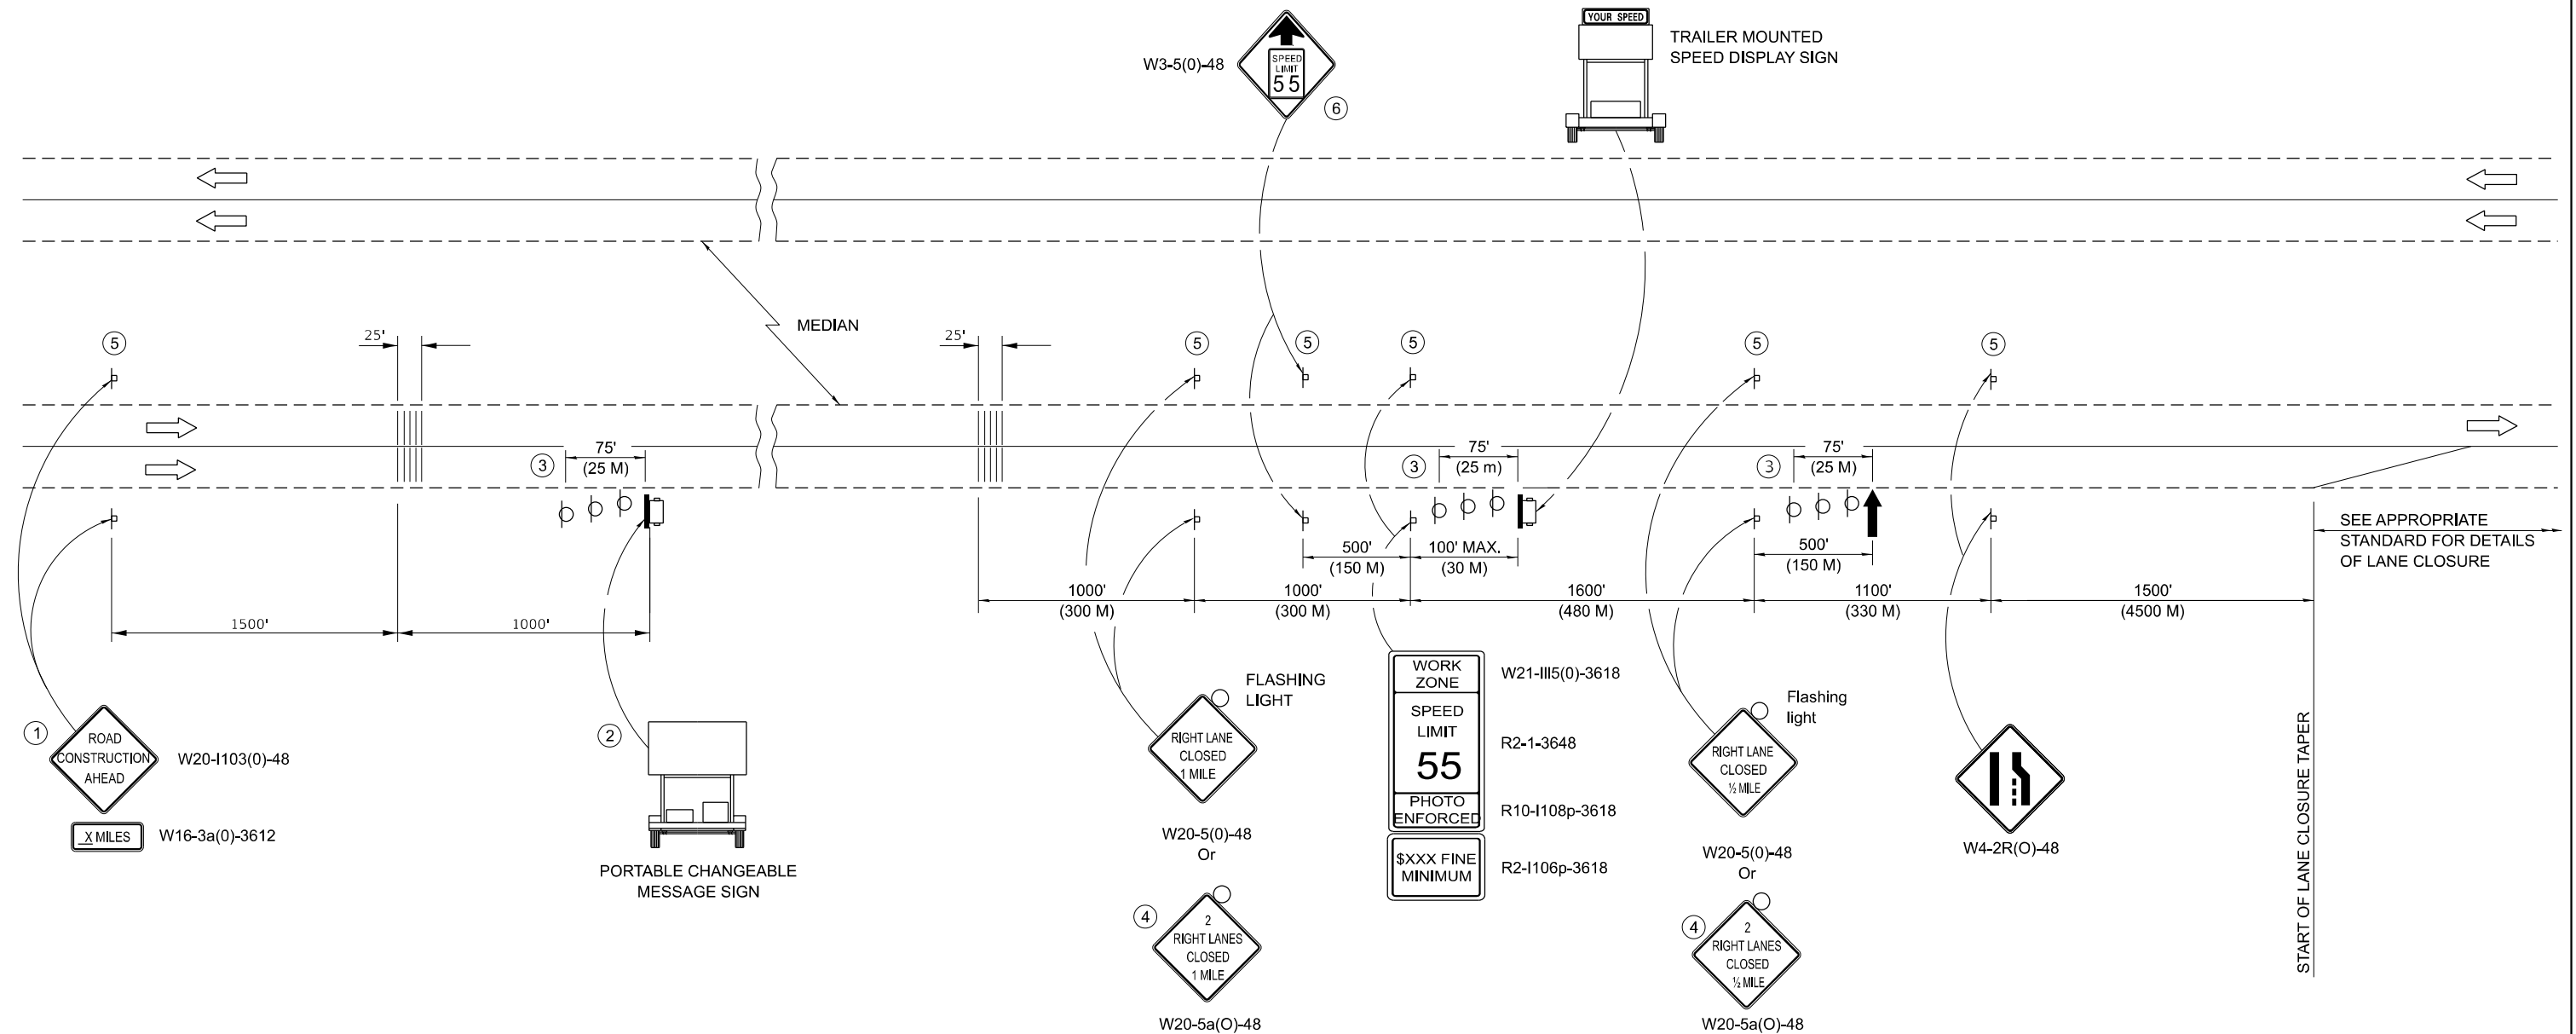 YOUR SPEED
TRAILER MOUNTED
SPEED DISPLAY SIGN
W3-5(0)-48
SPEED
LIMIT
55
6
MEDIAN
5
25'
25'
5
5
5
5
5
3
75'
(25 M)
3
75'
(25 m)
3
75'
(25 M)
500'
(150 M)
100' MAX.
(30 M)
500'
(150 M)
SEE APPROPRIATE
STANDARD FOR DETAILS
OF LANE CLOSURE
1000'
(300 M)
1000'
(300 M)
1600'
(480 M)
1100'
(330 M)
1500'
(4500 M)
1500'
1000'
1
ROAD
CONSTRUCTION
AHEAD
W20-I103(0)-48
X MILES
W16-3a(0)-3612
2
PORTABLE CHANGEABLE
MESSAGE SIGN
FLASHING
LIGHT
RIGHT LANE
CLOSED
1 MILE
W20-5(0)-48
Or
4
2
RIGHT LANES
CLOSED
1 MILE
W20-5a(O)-48
WORK
ZONE
W21-III5(0)-3618
SPEED
LIMIT
55
R2-1-3648
PHOTO
ENFORCED
R10-I108p-3618
$XXX FINE
MINIMUM
R2-I106p-3618
Flashing
light
RIGHT LANE
CLOSED
½ MILE
W20-5(0)-48
Or
4
2
RIGHT LANES
CLOSED
½ MILE
W20-5a(O)-48
W4-2R(O)-48
START OF LANE CLOSURE TAPER